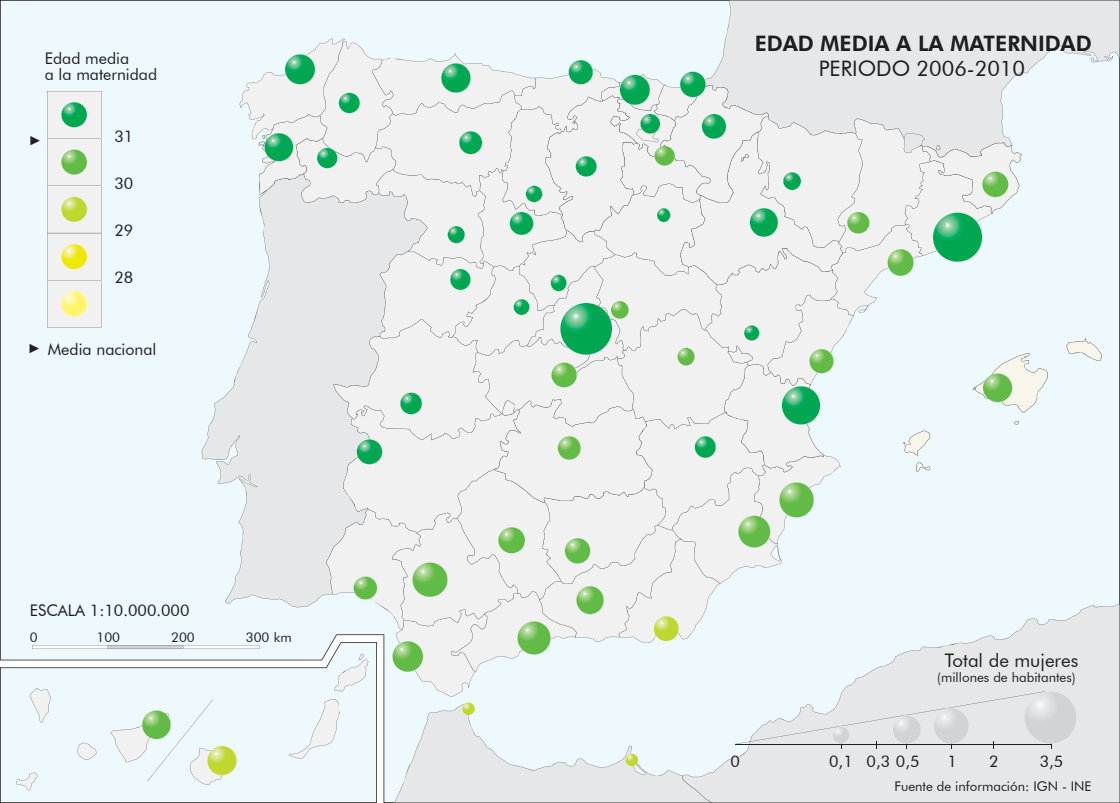 EDAD MEDIA A LA MATERNIDAD
PERIODO 2006-2010
Edad media
a la maternidad
31
30
29
28
Media nacional
ESCALA 1:10.000.000
0 100 200 300 km
Total de mujeres
(millones de habitantes)
0 0,1 0,3 0,5 1 2 3,5
Fuente de información: IGN - INE